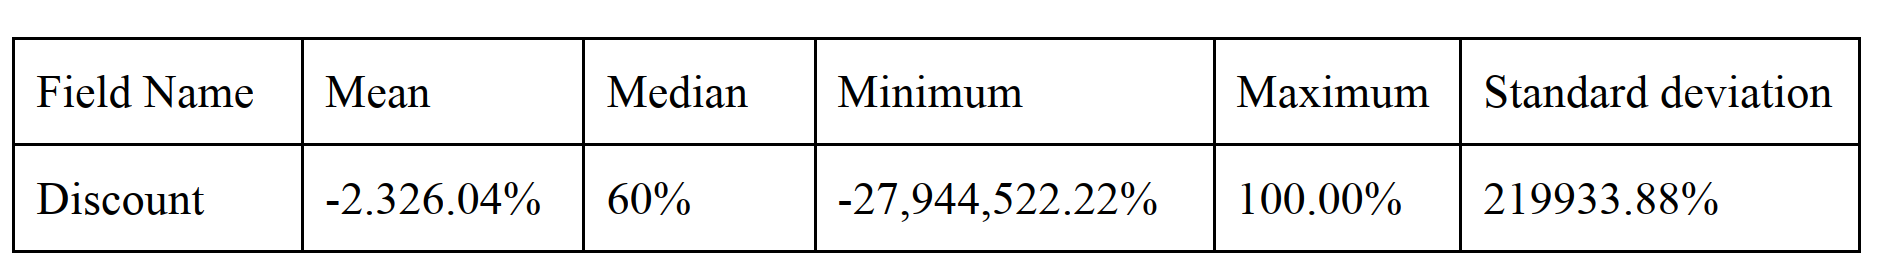 Field Name Mean Median Minimum Maximum Standard deviation
Discount -2.326.04% 60% -27,944,522.22% 100.00% 219933.88%